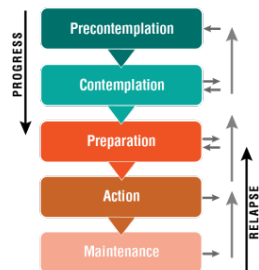 Precontemplation
PROGRESS
Contemplation
Preparation
Action
RELAPSE
Maintenance